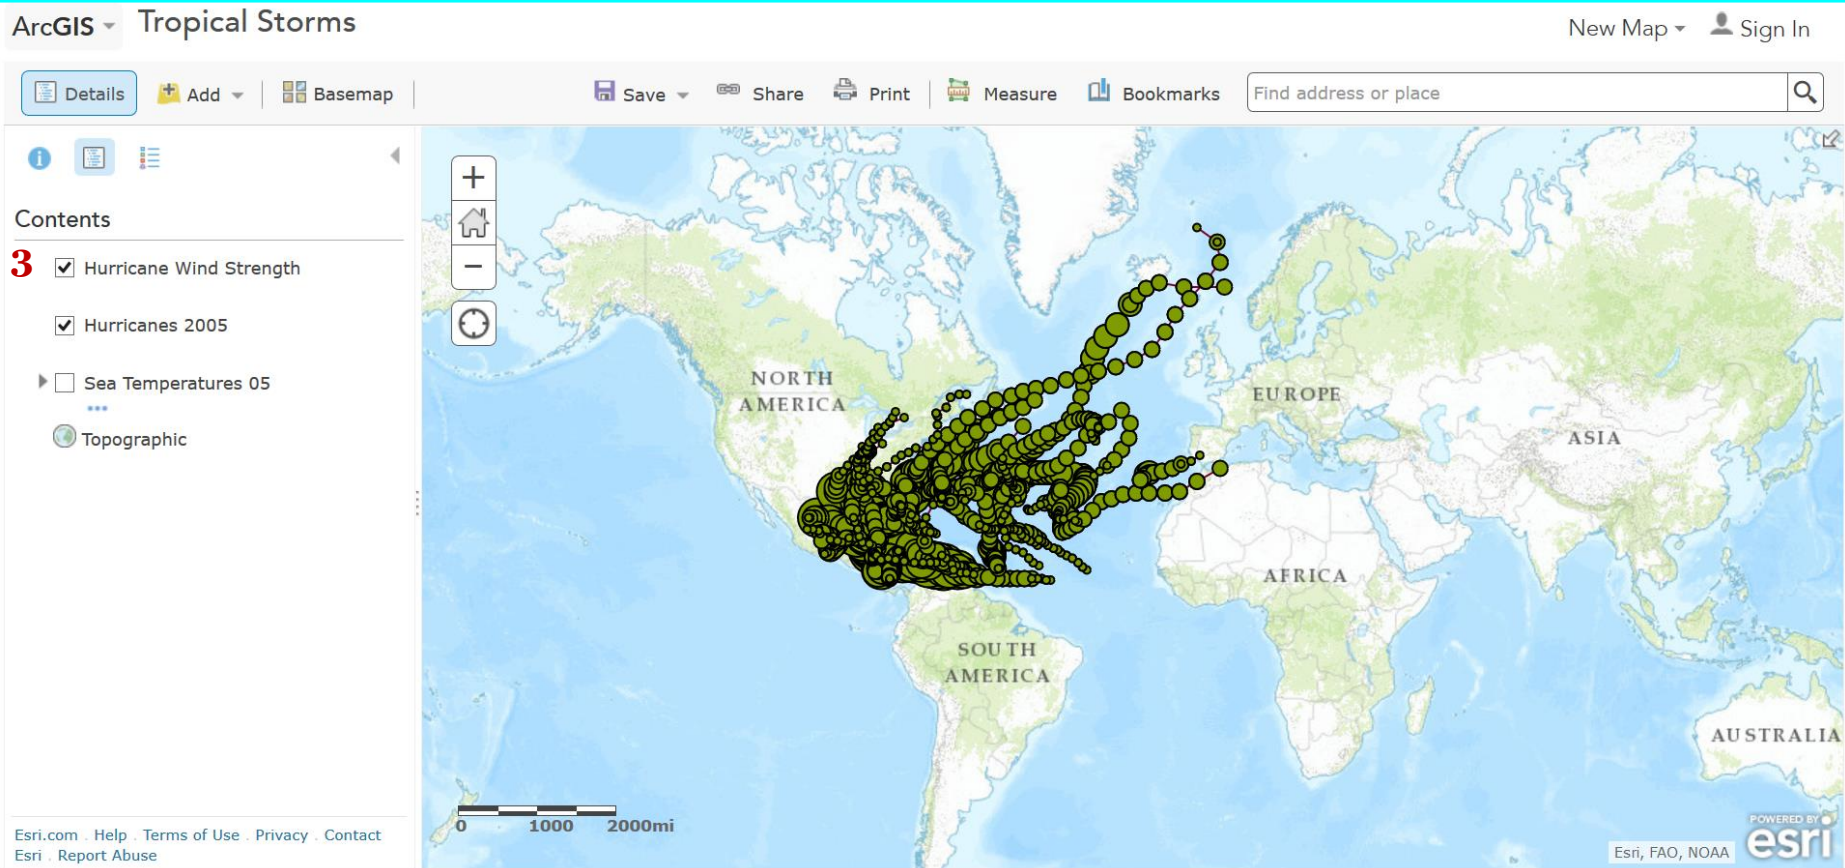 ArcGIS Tropical Storms New Map Sign In
Details Add Basemap Save Share Print Measure Bookmarks Find address or place
Contents
3 Hurricane Wind Strength
Hurricanes 2005
Sea Temperatures 05
Topographic
NORTH
AMERICA
EUROPE
ASIA
AFRICA
SOUTH
AMERICA
AUSTRALIA
0 1000 2000mi
Esri.com . Help . Terms of Use . Privacy . Contact
Esri . Report Abuse
Esri, FAO, NOAA
POWERED BY
esri